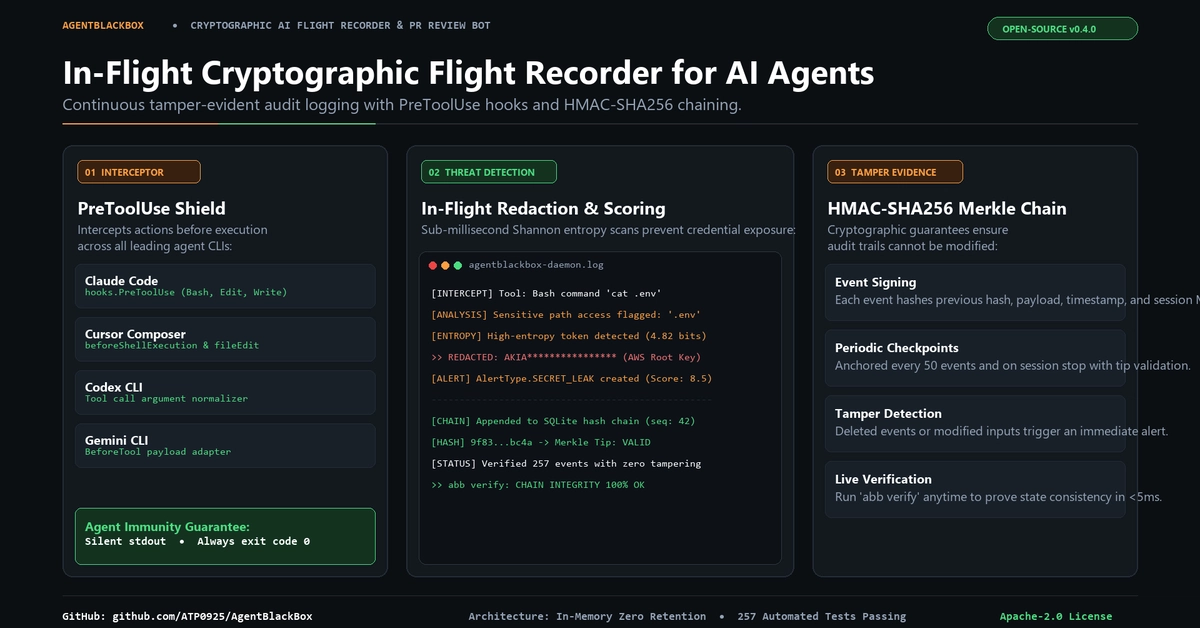 AGENTBLACKBOX • CRYPTOGRAPHIC AI FLIGHT RECORDER & PR REVIEW BOT
OPEN-SOURCE v0.4.0
In-Flight Cryptographic Flight Recorder for AI Agents
Continuous tamper-evident audit logging with PreToolUse hooks and HMAC-SHA256 chaining.
01 INTERCEPTOR
PreToolUse Shield
Intercepts actions before execution
across all leading agent CLIs:
Claude Code
hooks.PreToolUse (Bash, Edit, Write)
Cursor Composer
beforeShellExecution & fileEdit
Codex CLI
Tool call argument normalizer
Gemini CLI
BeforeTool payload adapter
Agent Immunity Guarantee:
Silent stdout • Always exit code 0
02 THREAT DETECTION
In-Flight Redaction & Scoring
Sub-millisecond Shannon entropy scans prevent credential exposure:
agentblackbox-daemon.log
[INTERCEPT] Tool: Bash command 'cat .env'
[ANALYSIS] Sensitive path access flagged: '.env'
[ENTROPY] High-entropy token detected (4.82 bits)
>> REDACTED: AKIA**************** (AWS Root Key)
[ALERT] AlertType.SECRET_LEAK created (Score: 8.5)
[CHAIN] Appended to SQLite hash chain (seq: 42)
[HASH] 9f83...bc4a -> Merkle Tip: VALID
[STATUS] Verified 257 events with zero tampering
>> abb verify: CHAIN INTEGRITY 100% OK
03 TAMPER EVIDENCE
HMAC-SHA256 Merkle Chain
Cryptographic guarantees ensure
audit trails cannot be modified:
Event Signing
Each event hashes previous hash, payload, timestamp, and session
Periodic Checkpoints
Anchored every 50 events and on session stop with tip validation.
Tamper Detection
Deleted events or modified inputs trigger an immediate alert.
Live Verification
Run 'abb verify' anytime to prove state consistency in <5ms.
GitHub: github.com/ATP0925/AgentBlackBox
Architecture: In-Memory Zero Retention • 257 Automated Tests Passing
Apache-2.0 License